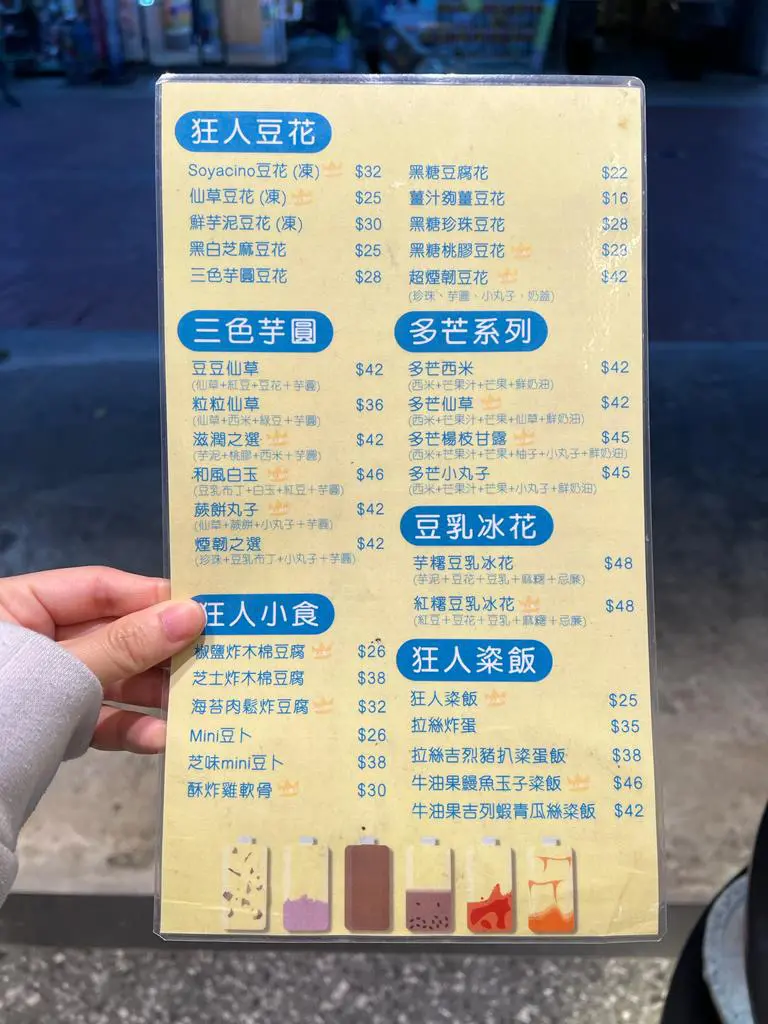 狂人豆花
Soyacino豆花 (凍) $32
仙草豆花 (凍) $25
鮮芋泥豆花 (凍) $30
黑白芝麻豆花 $25
三色芋圓豆花 $28
黑糖豆腐花 $22
薑汁夠薑豆花 $16
黑糖珍珠豆花 $28
黑糖桃膠豆花 $28
超煙韌豆花 $42
(珍珠、芋圓、小丸子、奶蓋)
三色芋圓
豆豆仙草 $42
(仙草+紅豆+豆花+芋圓)
粒粒仙草 $36
(仙草+西米+綠豆+芋圓)
滋潤之選 $42
(芋泥+桃膠+西米+芋圓)
和風白玉 $46
(豆乳布丁+白玉+紅豆+芋圓)
蕨餅丸子 $42
(仙草+蕨餅+小丸子+芋圓)
煙韌之選 $42
(珍珠+豆乳布丁+小丸子+芋圓)
多芒系列
多芒西米 $42
(西米+芒果汁+芒果+鮮奶油)
多芒仙草 $42
(西米+芒果汁+芒果+仙草+鮮奶油)
多芒楊枝甘露 $45
(西米+芒果汁+芒果+柚子+小丸子+鮮奶油)
多芒小丸子 $45
(西米+芒果汁+芒果+小丸子+鮮奶油)
豆乳冰花
芋糬豆乳冰花 $48
(芋泥+豆花+豆乳+麻糬+忌廉)
紅糬豆乳冰花 $48
(紅豆+豆花+豆乳+麻糬+忌廉)
狂人小食
椒鹽炸木棉豆腐 $26
芝士炸木棉豆腐 $38
海苔肉鬆炸豆腐 $32
Mini豆卜 $26
芝味mini豆卜 $38
酥炸雞軟骨 $30
狂人粢飯
狂人粢飯 $25
拉絲炸蛋 $35
拉絲吉烈豬扒粢蛋飯 $38
牛油果鰻魚玉子粢飯 $46
牛油果吉列蝦青瓜絲粢飯 $42